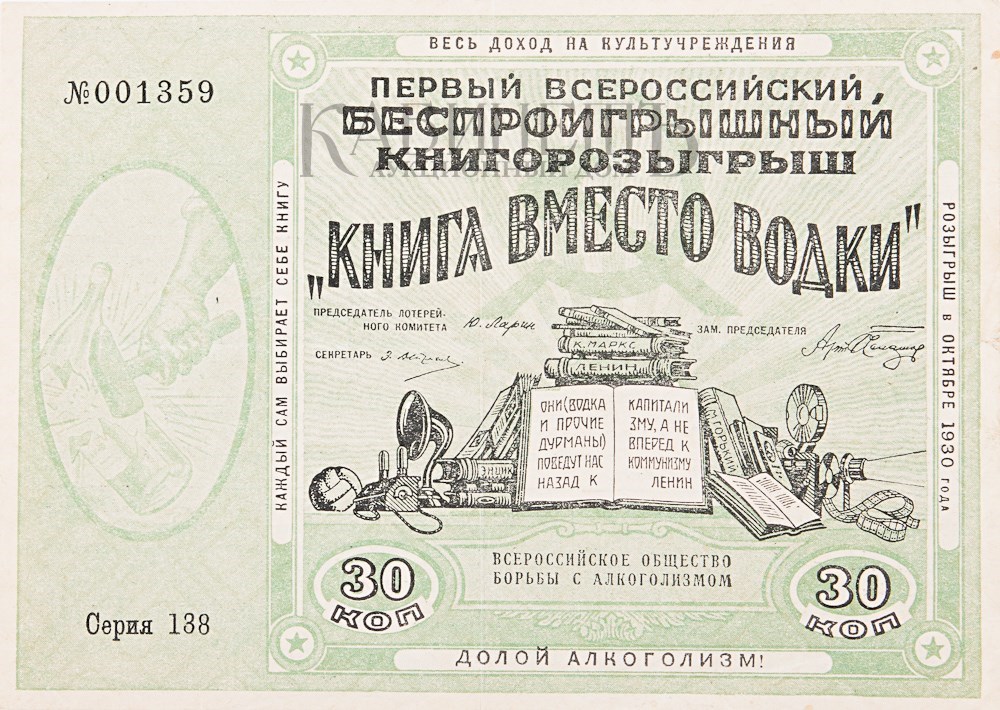 ВЕСЬ ДОХОД НА КУЛЬТУЧРЕЖДЕНИЯ
№001359
ПЕРВЫЙ ВСЕРОССИЙСКИЙ,
БЕСПРОИГРЫШНЫЙ
КНИГОРОЗЫГРЫШ
„КНИГА ВМЕСТО ВОДКИ"
КАЖДЫЙ САМ ВЫБИРАЕТ СЕБЕ КНИГУ
РОЗЫГРЫШ В ОКТЯБРЕ 1930 ГОДА
ПРЕДСЕДАТЕЛЬ ЛОТЕРЕЙ-
НОГО КОМИТЕТА Ю. Ларин
СЕКРЕТАРЬ
ЗАМ. ПРЕДСЕДАТЕЛЯ
К. МАРКС
ЛЕНИН
ОНИ (ВОДКА
И ПРОЧИЕ
ДУРМАНЫ)
ПОВЕДУТ НАС
НАЗАД К
КАПИТАЛИ
ЗМУ, А НЕ
ВПЕРЕД К
КОММУНИЗМУ
ЛЕНИН
М. ГОРЬКИЙ
ВСЕРОССИЙСКОЕ ОБЩЕСТВО
БОРЬБЫ С АЛКОГОЛИЗМОМ
30
КОП
30
КОП
Серия 138
ДОЛОЙ АЛКОГОЛИЗМ!